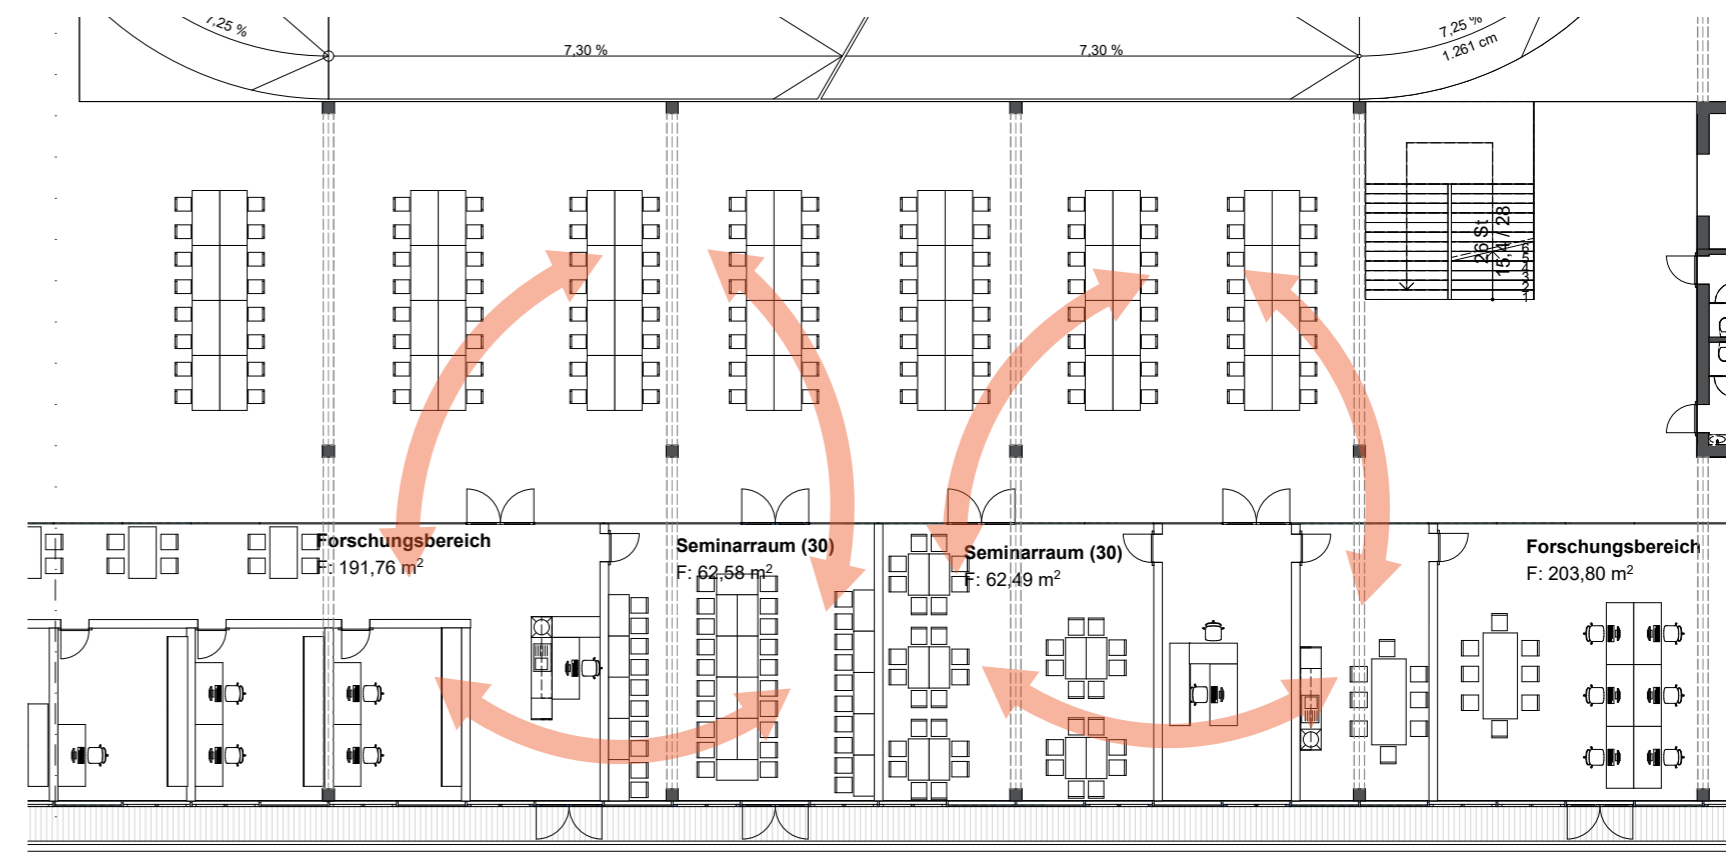 7,25 %
7,30 %
7,30 %
7,25 %
1.261 cm
26 St
15,4 / 28
Forschungsbereich
F: 191,76 m²
Seminarraum (30)
F: 62,58 m²
Seminarraum (30)
F: 62,49 m²
Forschungsbereich
F: 203,80 m²